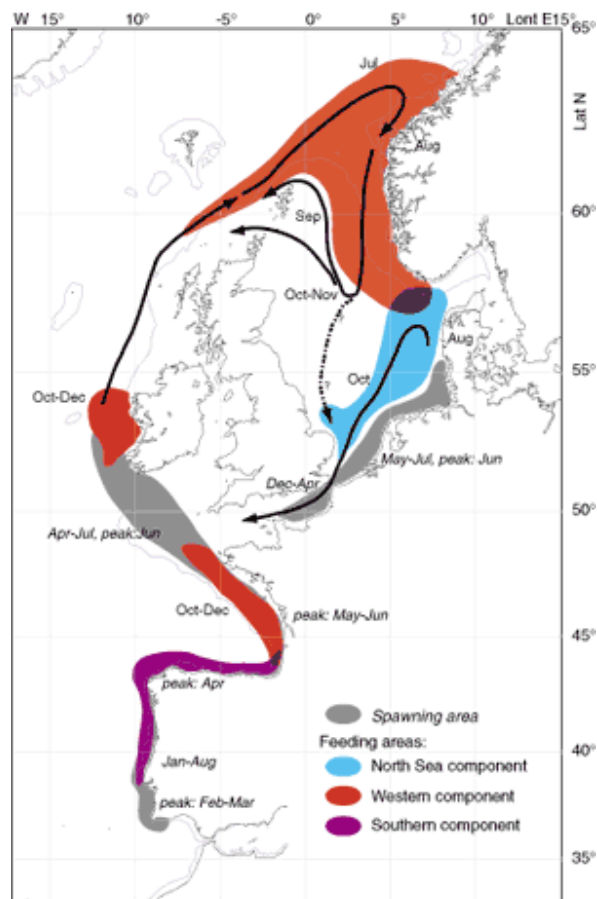 W 15° 10° 5° 0° 5° 10° Lont E15°
65°
Lat N
Jul
Aug
60°
Sep
Oct-Nov
Aug
55°
Oct
?
Oct-Dec
May-Jul, peak: Jun
Dec-Apr
50°
Apr-Jul, peak:Jun
Oct-Dec
peak: May-Jun
45°
peak: Apr
Spawning area
Feeding areas:
North Sea component
40°
Jan-Aug
Western component
peak: Feb-Mar
Southern component
35°